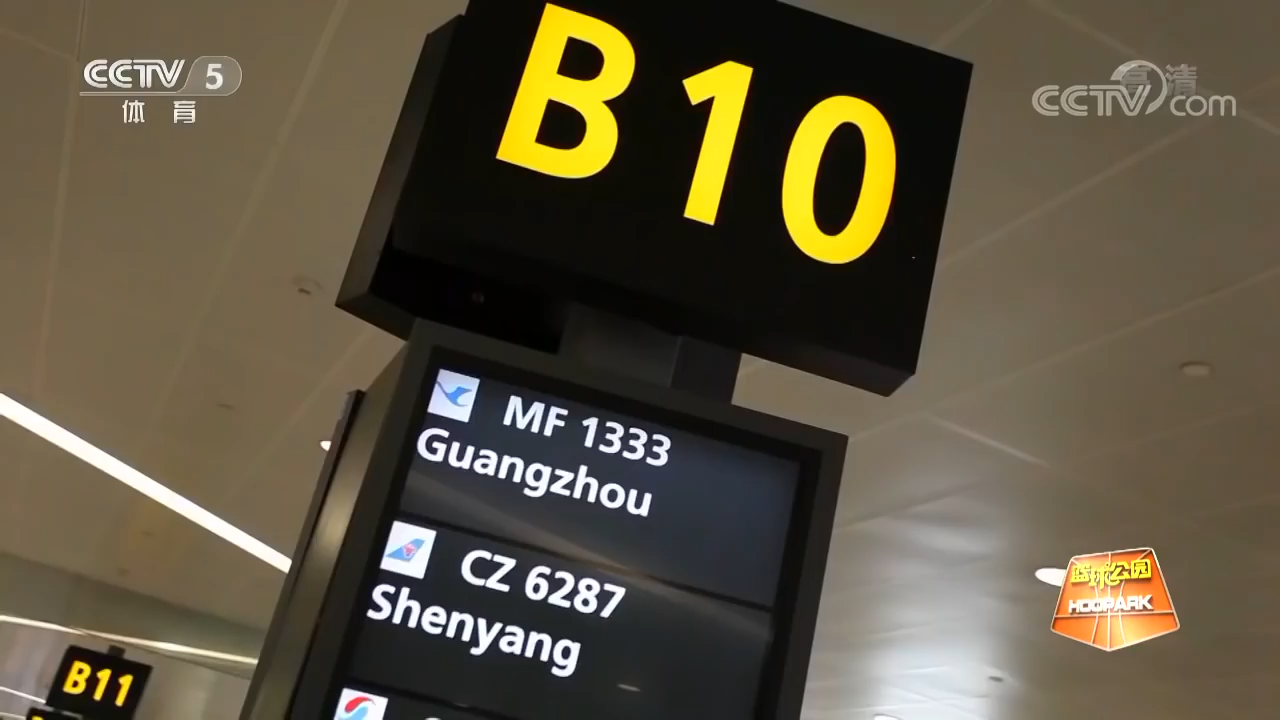 CCTV 5
体育
高清
CCTV.com
B10
MF 1333
Guangzhou
CZ 6287
Shenyang
B11
篮球公园
HOOPARK